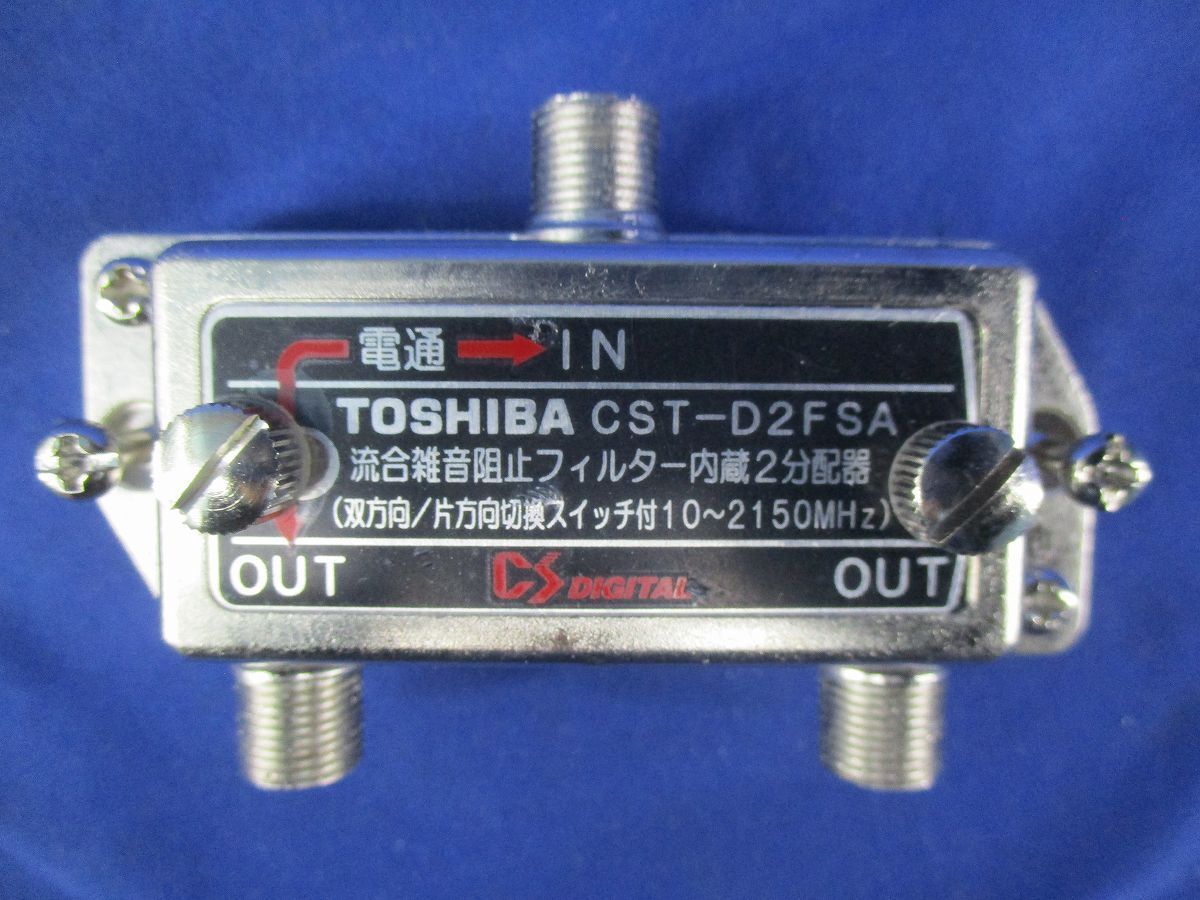 電通 IN
TOSHIBA CST-D2FSA
流合雑音阻止フィルター内蔵2分配器
(双方向/片方向切換スイッチ付10~2150MHz)
OUT CS DIGITAL OUT